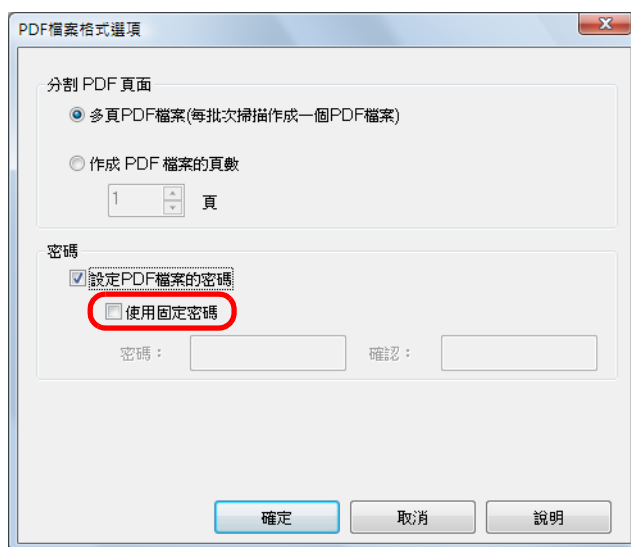 PDF檔案格式選項
分割 PDF 頁面
多頁PDF檔案(每批次掃描作成一個PDF檔案)
作成 PDF 檔案的頁數
1 頁
密碼
設定PDF檔案的密碼
使用固定密碼
密碼： 確認：
確定 取消 說明